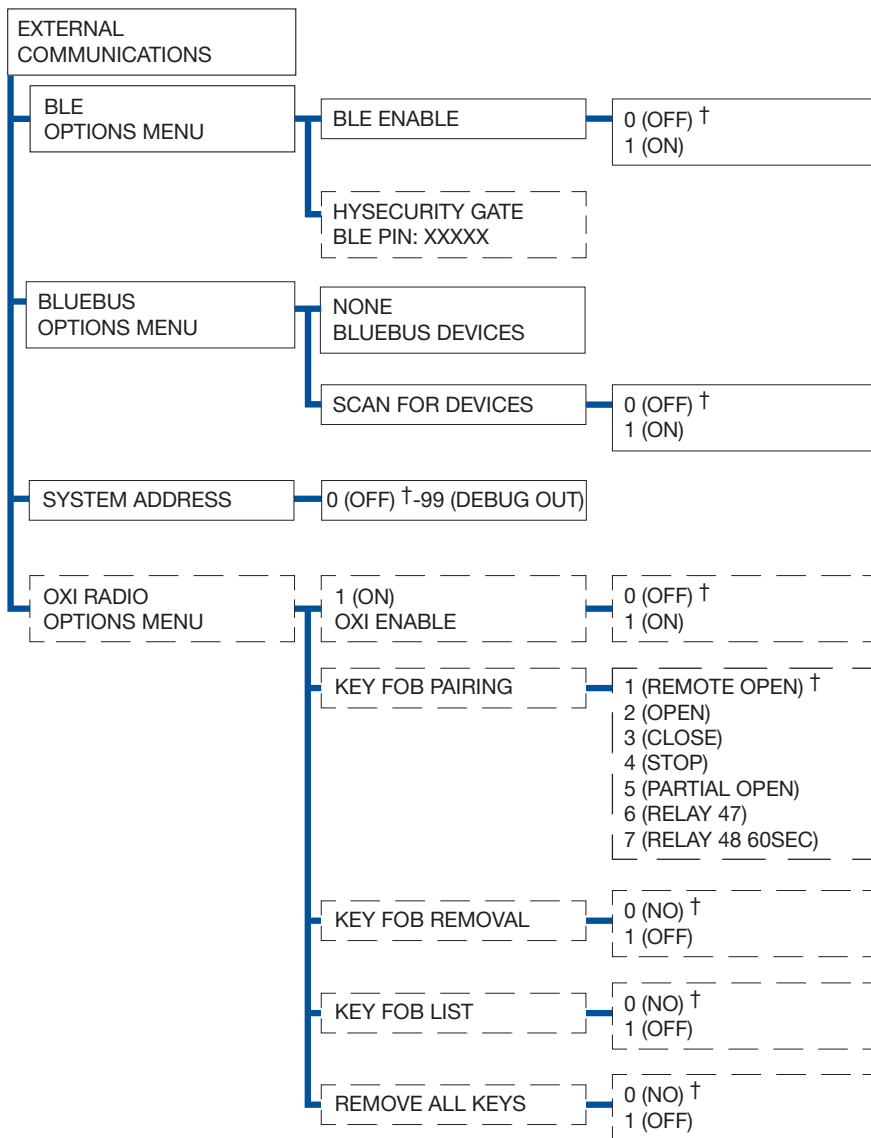 EXTERNAL
COMMUNICATIONS
BLE
OPTIONS MENU
BLE ENABLE
0 (OFF) †
1 (ON)
HYSECURITY GATE
BLE PIN: XXXXX
BLUEBUS
OPTIONS MENU
NONE
BLUEBUS DEVICES
SCAN FOR DEVICES
0 (OFF) †
1 (ON)
SYSTEM ADDRESS
0 (OFF) †-99 (DEBUG OUT)
OXI RADIO
OPTIONS MENU
1 (ON)
OXI ENABLE
0 (OFF) †
1 (ON)
KEY FOB PAIRING
1 (REMOTE OPEN) †
2 (OPEN)
3 (CLOSE)
4 (STOP)
5 (PARTIAL OPEN)
6 (RELAY 47)
7 (RELAY 48 60SEC)
KEY FOB REMOVAL
0 (NO) †
1 (OFF)
KEY FOB LIST
0 (NO) †
1 (OFF)
REMOVE ALL KEYS
0 (NO) †
1 (OFF)